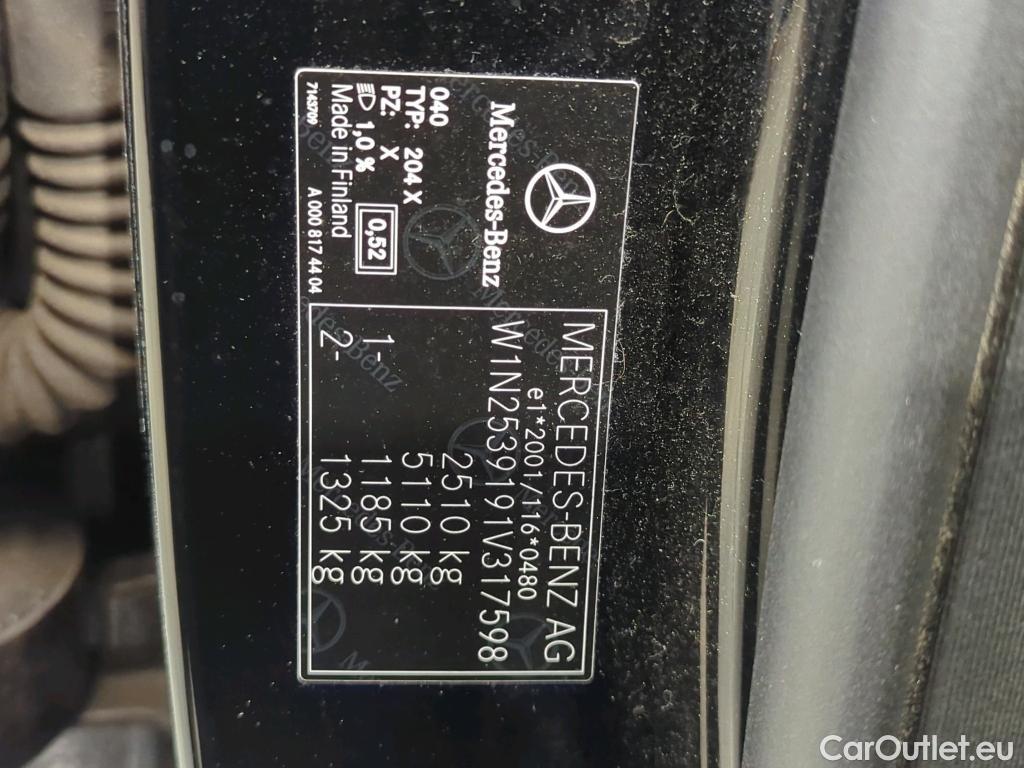 Mercedes-Benz
040
TYP: 204 X
PZ: X
1,0 % 0,52
Made in Finland
7143700 A 000 817 44 04
MERCEDES-BENZ AG
e1*2001/116*0480
W1N2539191V317598
2510 kg
5110 kg
1- 1185 kg
2- 1325 kg
CarOutlet.eu